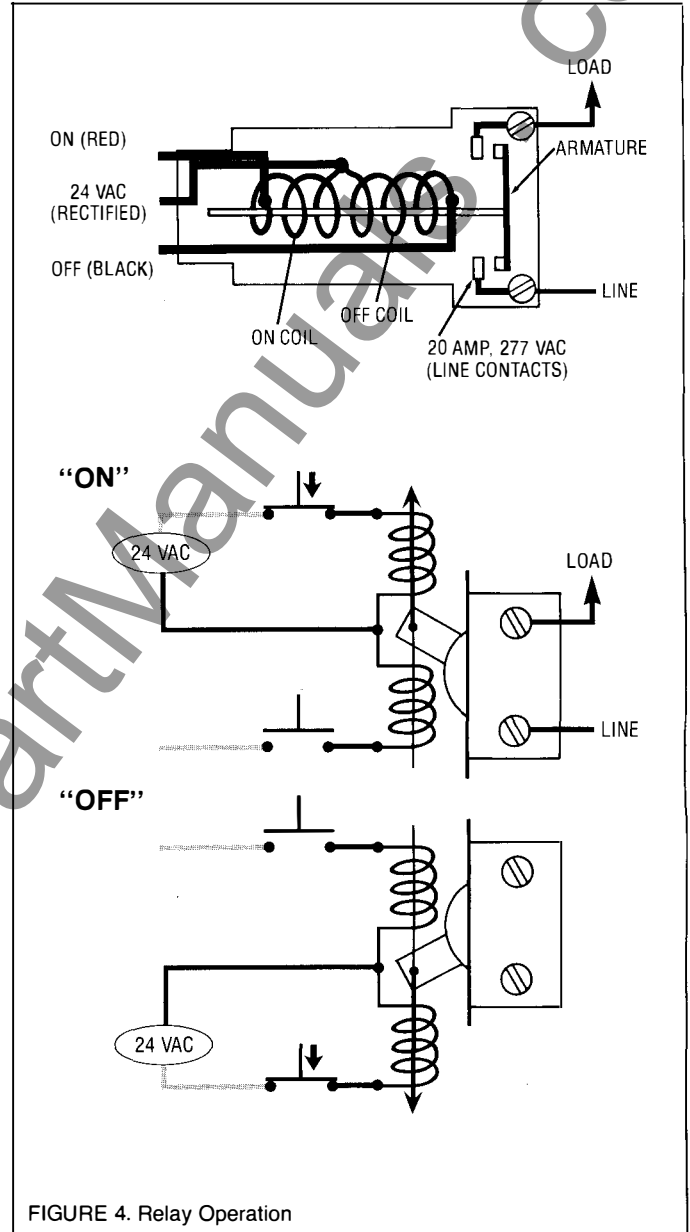 LOAD
ON (RED)
ARMATURE
24 VAC
(RECTIFIED)
OFF (BLACK)
LINE
OFF COIL
ON COIL
20 AMP, 277 VAC
(LINE CONTACTS)
“ON”
24 VAC
LOAD
LINE
“OFF”
24 VAC
FIGURE 4. Relay Operation